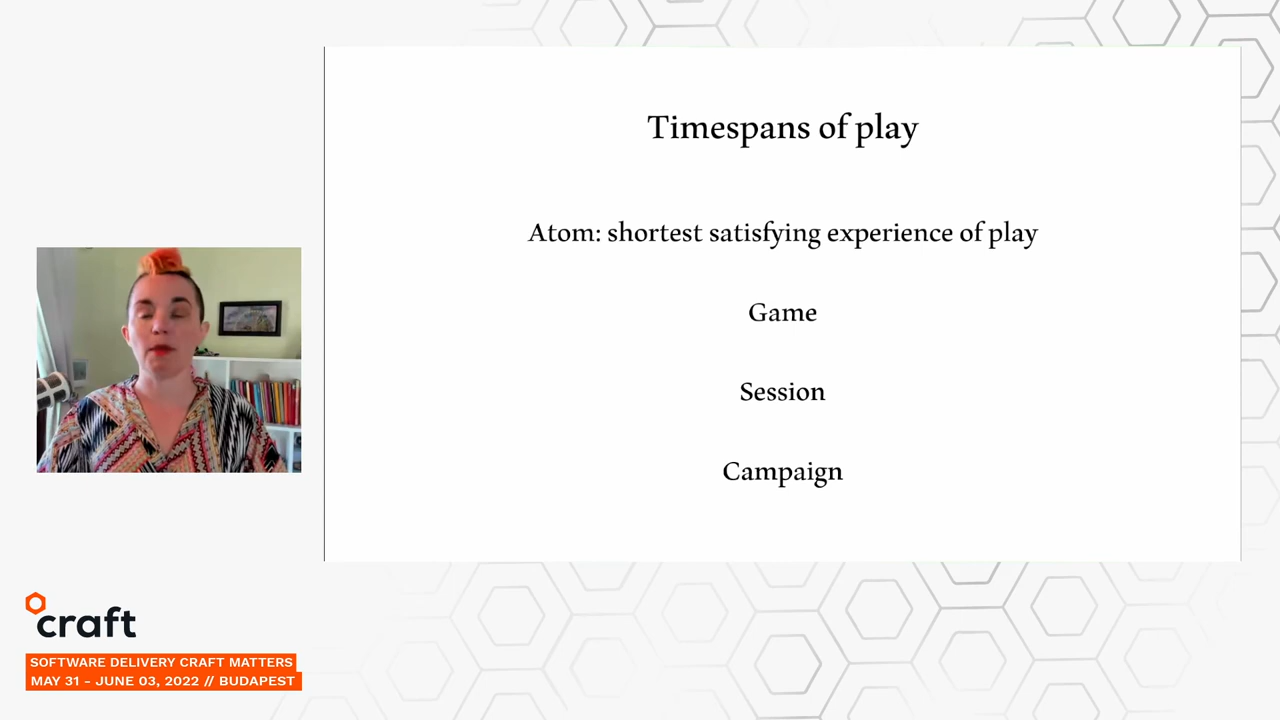 Timespans of play
Atom: shortest satisfying experience of play
Game
Session
Campaign
craft
SOFTWARE DELIVERY CRAFT MATTERS
MAY 31 - JUNE 03, 2022 // BUDAPEST